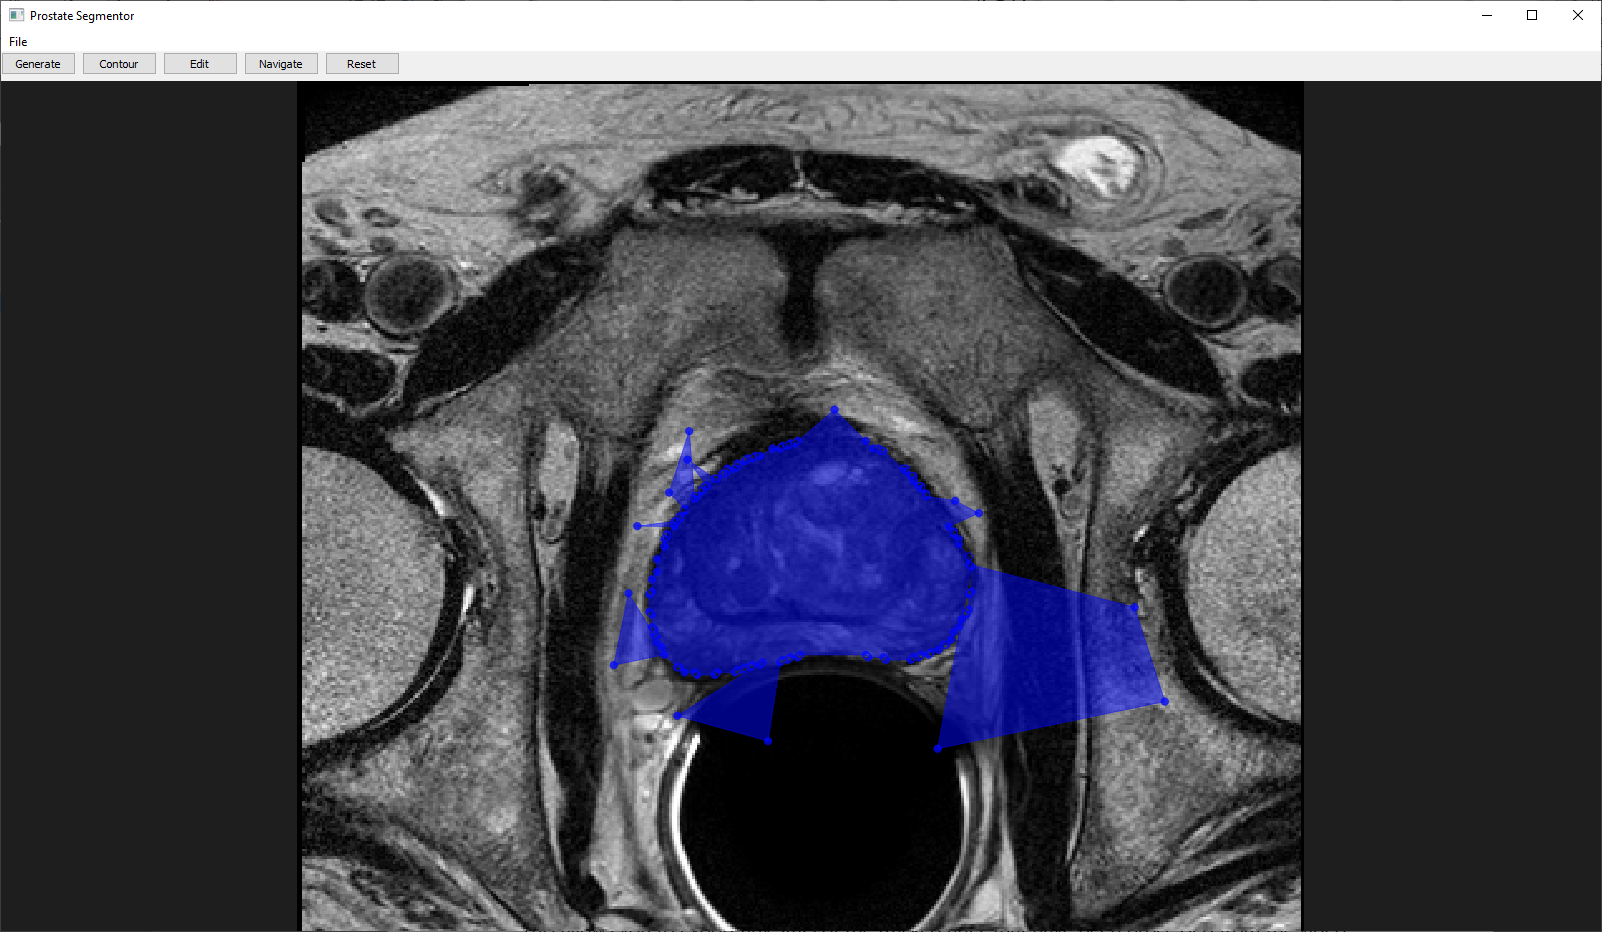 Prostate Segmentor
File
Generate Contour Edit Navigate Reset